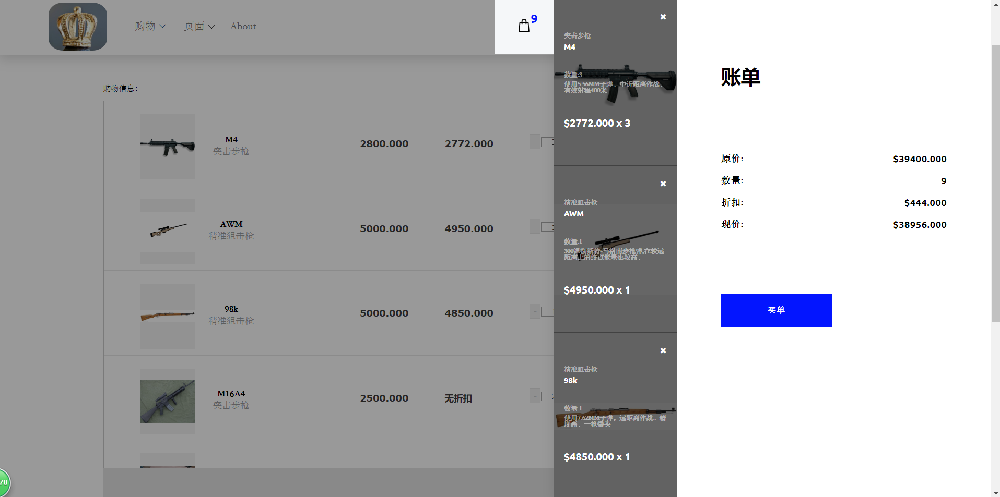 购物
页面
About
9
购物信息:
M4
突击步枪
2800.000
2772.000
AWM
精准狙击枪
5000.000
4950.000
98k
精准狙击枪
5000.000
4850.000
M16A4
突击步枪
2500.000
无折扣
70
突击步枪
M4
数量:3
使用5.56MM子弹，中近距离作战。
有效射程400米
$2772.000 x 3
精准狙击枪
AWM
数量:1
300温彻斯特-马格南步枪弹,在较远
距离上的终点能量也较高。
$4950.000 x 1
精准狙击枪
98k
数量:1
使用7.62MM子弹，远距离作战。精
度高，一枪爆头
$4850.000 x 1
账单
原价:
$39400.000
数量:
9
折扣:
$444.000
现价:
$38956.000
买单